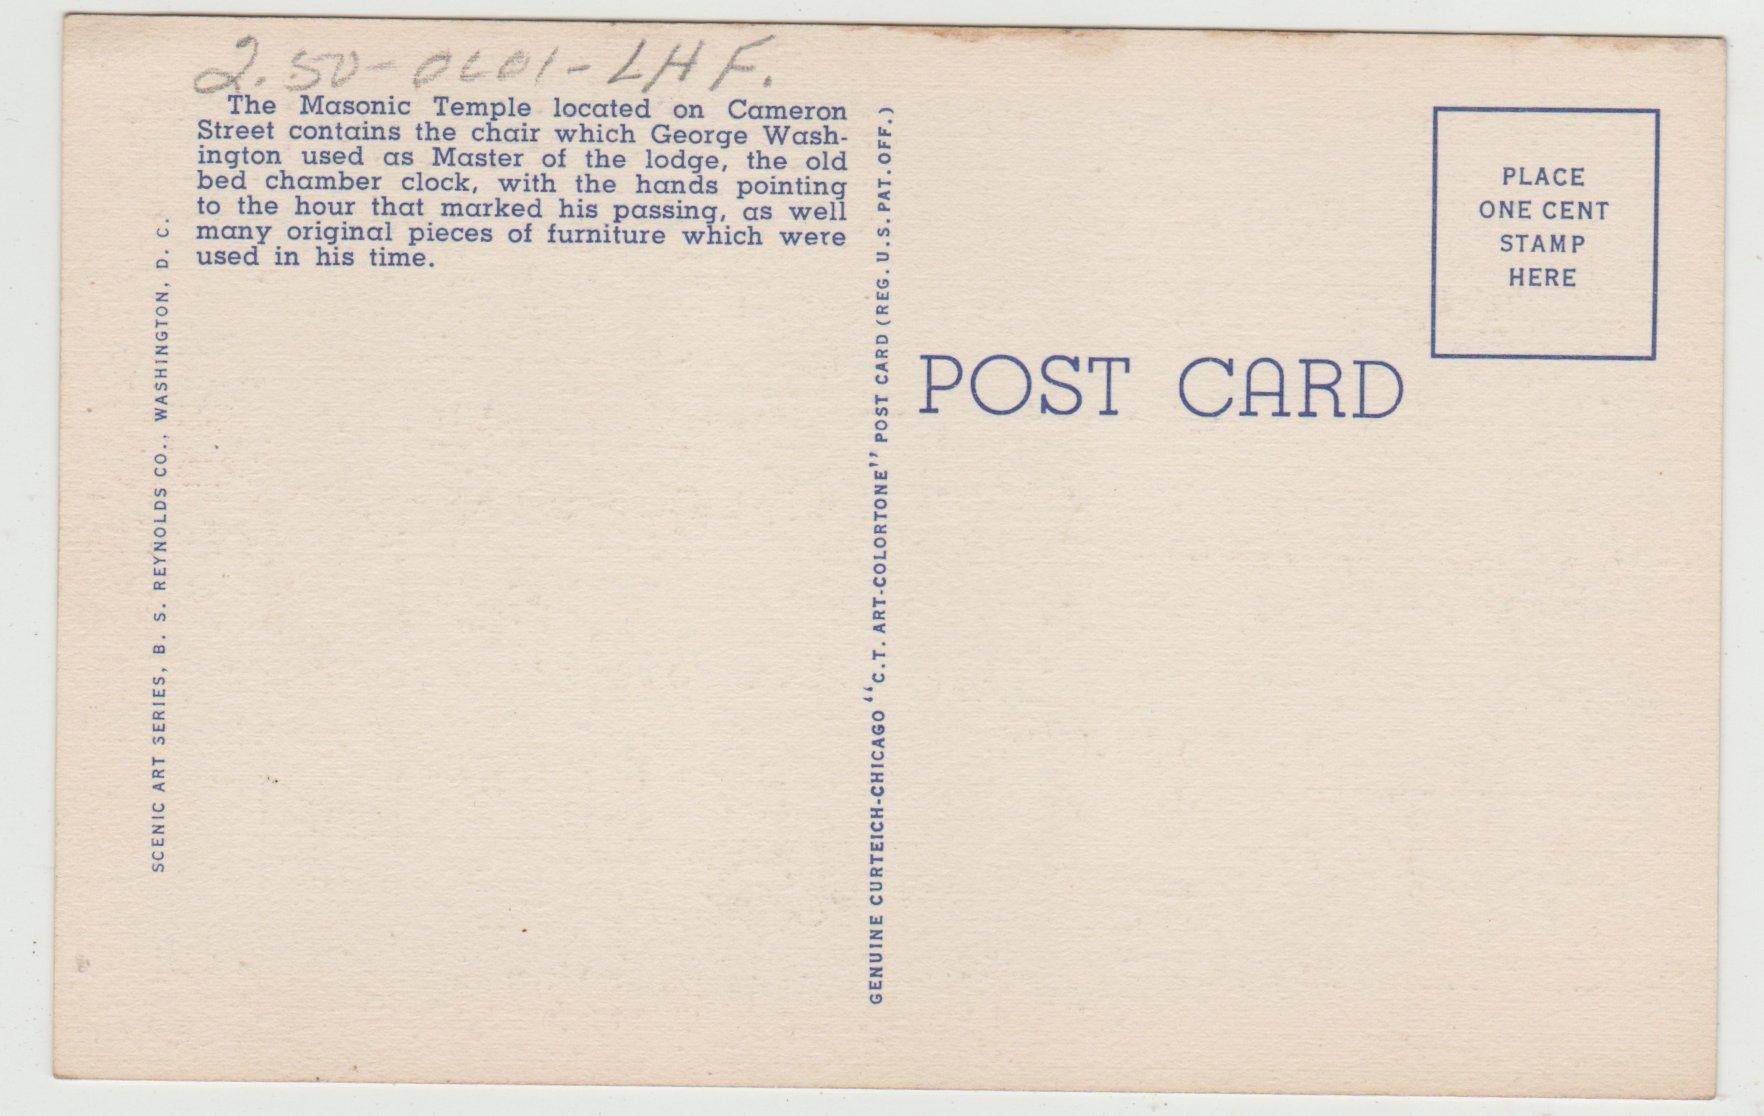 2.50-0601-LHF.
The Masonic Temple located on Cameron
Street contains the chair which George Wash-
ington used as Master of the lodge, the old
bed chamber clock, with the hands pointing
to the hour that marked his passing, as well
many original pieces of furniture which were
used in his time.
SCENIC ART SERIES, B. S. REYNOLDS CO., WASHINGTON, D. C.
GENUINE CURTEICH-CHICAGO "C.T. ART-COLORTONE" POST CARD (REG. U.S. PAT. OFF.)
PLACE
ONE CENT
STAMP
HERE
POST CARD